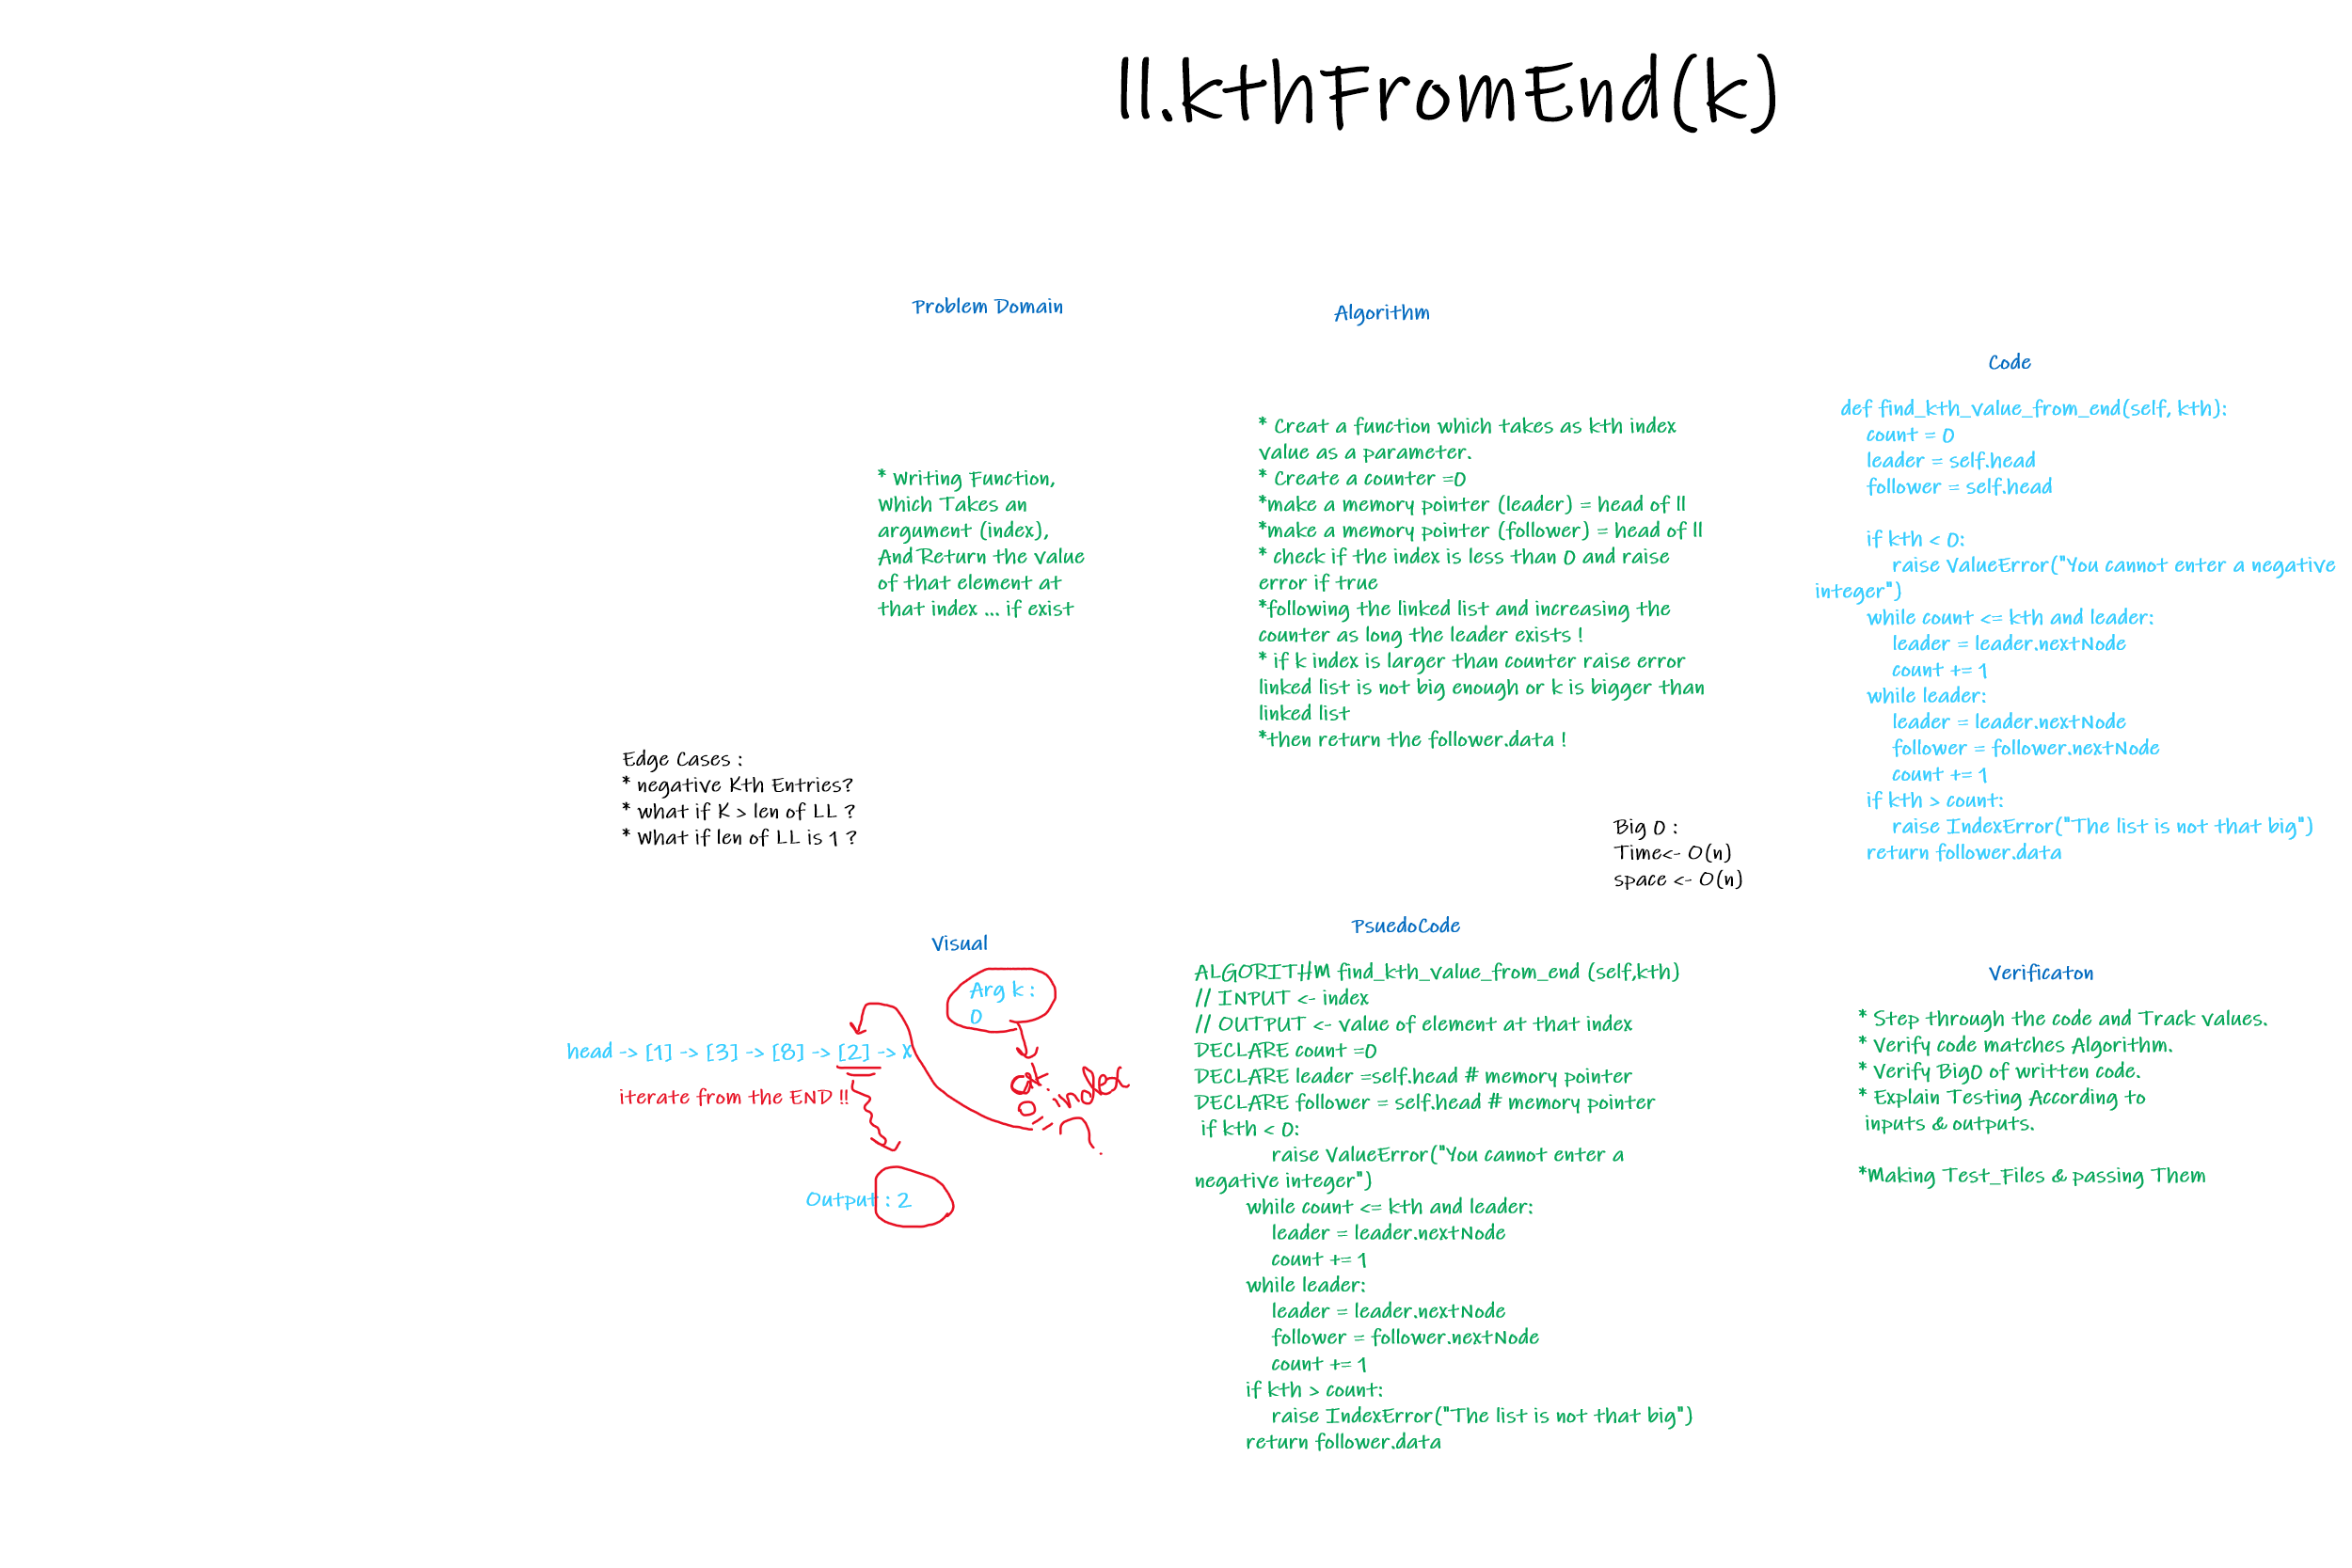 ll.kthFromEnd(k)
Problem Domain
* Writing Function,
Which Takes an
argument (index),
And Return the value
of that element at
that index ... if exist
Algorithm
* Creat a function which takes as kth index
value as a parameter.
* Create a counter =0
*make a memory pointer (leader) = head of ll
*make a memory pointer (follower) = head of ll
* check if the index is less than 0 and raise
error if true
*following the linked list and increasing the
counter as long the leader exists !
* if k index is larger than counter raise error
linked list is not big enough or k is bigger than
linked list
*then return the follower.data !
Code
def find_kth_value_from_end(self, kth):
count = 0
leader = self.head
follower = self.head
if kth < 0:
raise ValueError("You cannot enter a negative
integer")
while count <= kth and leader:
leader = leader.nextNode
count += 1
while leader:
leader = leader.nextNode
follower = follower.nextNode
count += 1
if kth > count:
raise IndexError("The list is not that big")
return follower.data
Edge Cases :
* negative Kth Entries?
* what if K > len of LL ?
* What if len of LL is 1 ?
Big O :
Time<- O(n)
space <- O(n)
Visual
Arg k :
0
head -> [1] -> [3] -> [8] -> [2] -> X
iterate from the END !!
at
0 index
?
Output : 2
PsuedoCode
ALGORITHM find_kth_value_from_end (self,kth)
// INPUT <- index
// OUTPUT <- value of element at that index
DECLARE count =0
DECLARE leader =self.head # memory pointer
DECLARE follower = self.head # memory pointer
if kth < 0:
raise ValueError("You cannot enter a
negative integer")
while count <= kth and leader:
leader = leader.nextNode
count += 1
while leader:
leader = leader.nextNode
follower = follower.nextNode
count += 1
if kth > count:
raise IndexError("The list is not that big")
return follower.data
Verificaton
* Step through the code and Track values.
* Verify code matches Algorithm.
* Verify BigO of written code.
* Explain Testing According to
inputs & outputs.
*Making Test_Files & passing Them